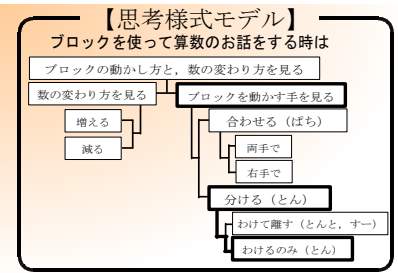 【思考様式モデル】
ブロックを使って算数のお話をする時は
ブロックの動かし方と，数の変わり方を見る
数の変わり方を見る
ブロックを動かす手を見る
増える
減る
合わせる（ぱち）
両手で
右手で
分ける（とん）
わけて離す（とんと，すー）
わけるのみ（とん）